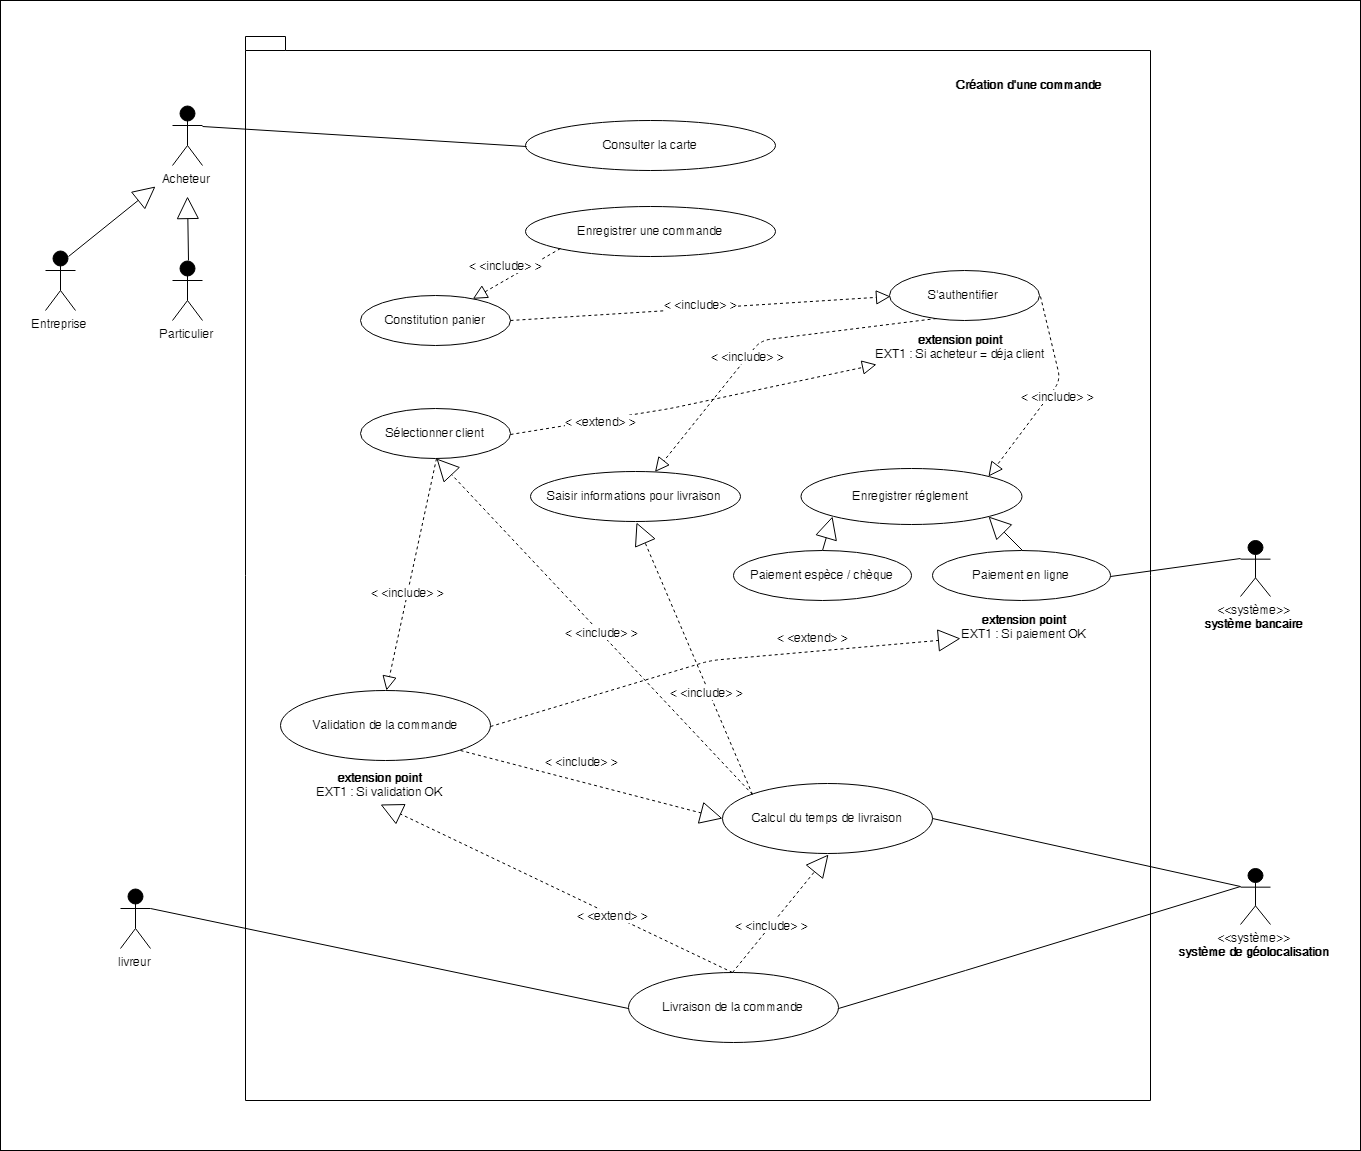 Création d'une commande
Consulter la carte
Acheteur
Enregistrer une commande
< <include> >
S'authentifier
< <include> >
Constitution panier
Entreprise
Particulier
extension point
EXT1 : Si acheteur = déja client
< <include> >
< <include> >
< <extend> >
Sélectionner client
Saisir informations pour livraison
Enregistrer réglement
Paiement espèce / chèque
Paiement en ligne
< <include> >
<<système>>
système bancaire
extension point
EXT1 : Si paiement OK
< <include> >
< <extend> >
< <include> >
Validation de la commande
< <include> >
extension point
EXT1 : Si validation OK
Calcul du temps de livraison
< <extend> >
< <include> >
<<système>>
système de géolocalisation
livreur
Livraison de la commande